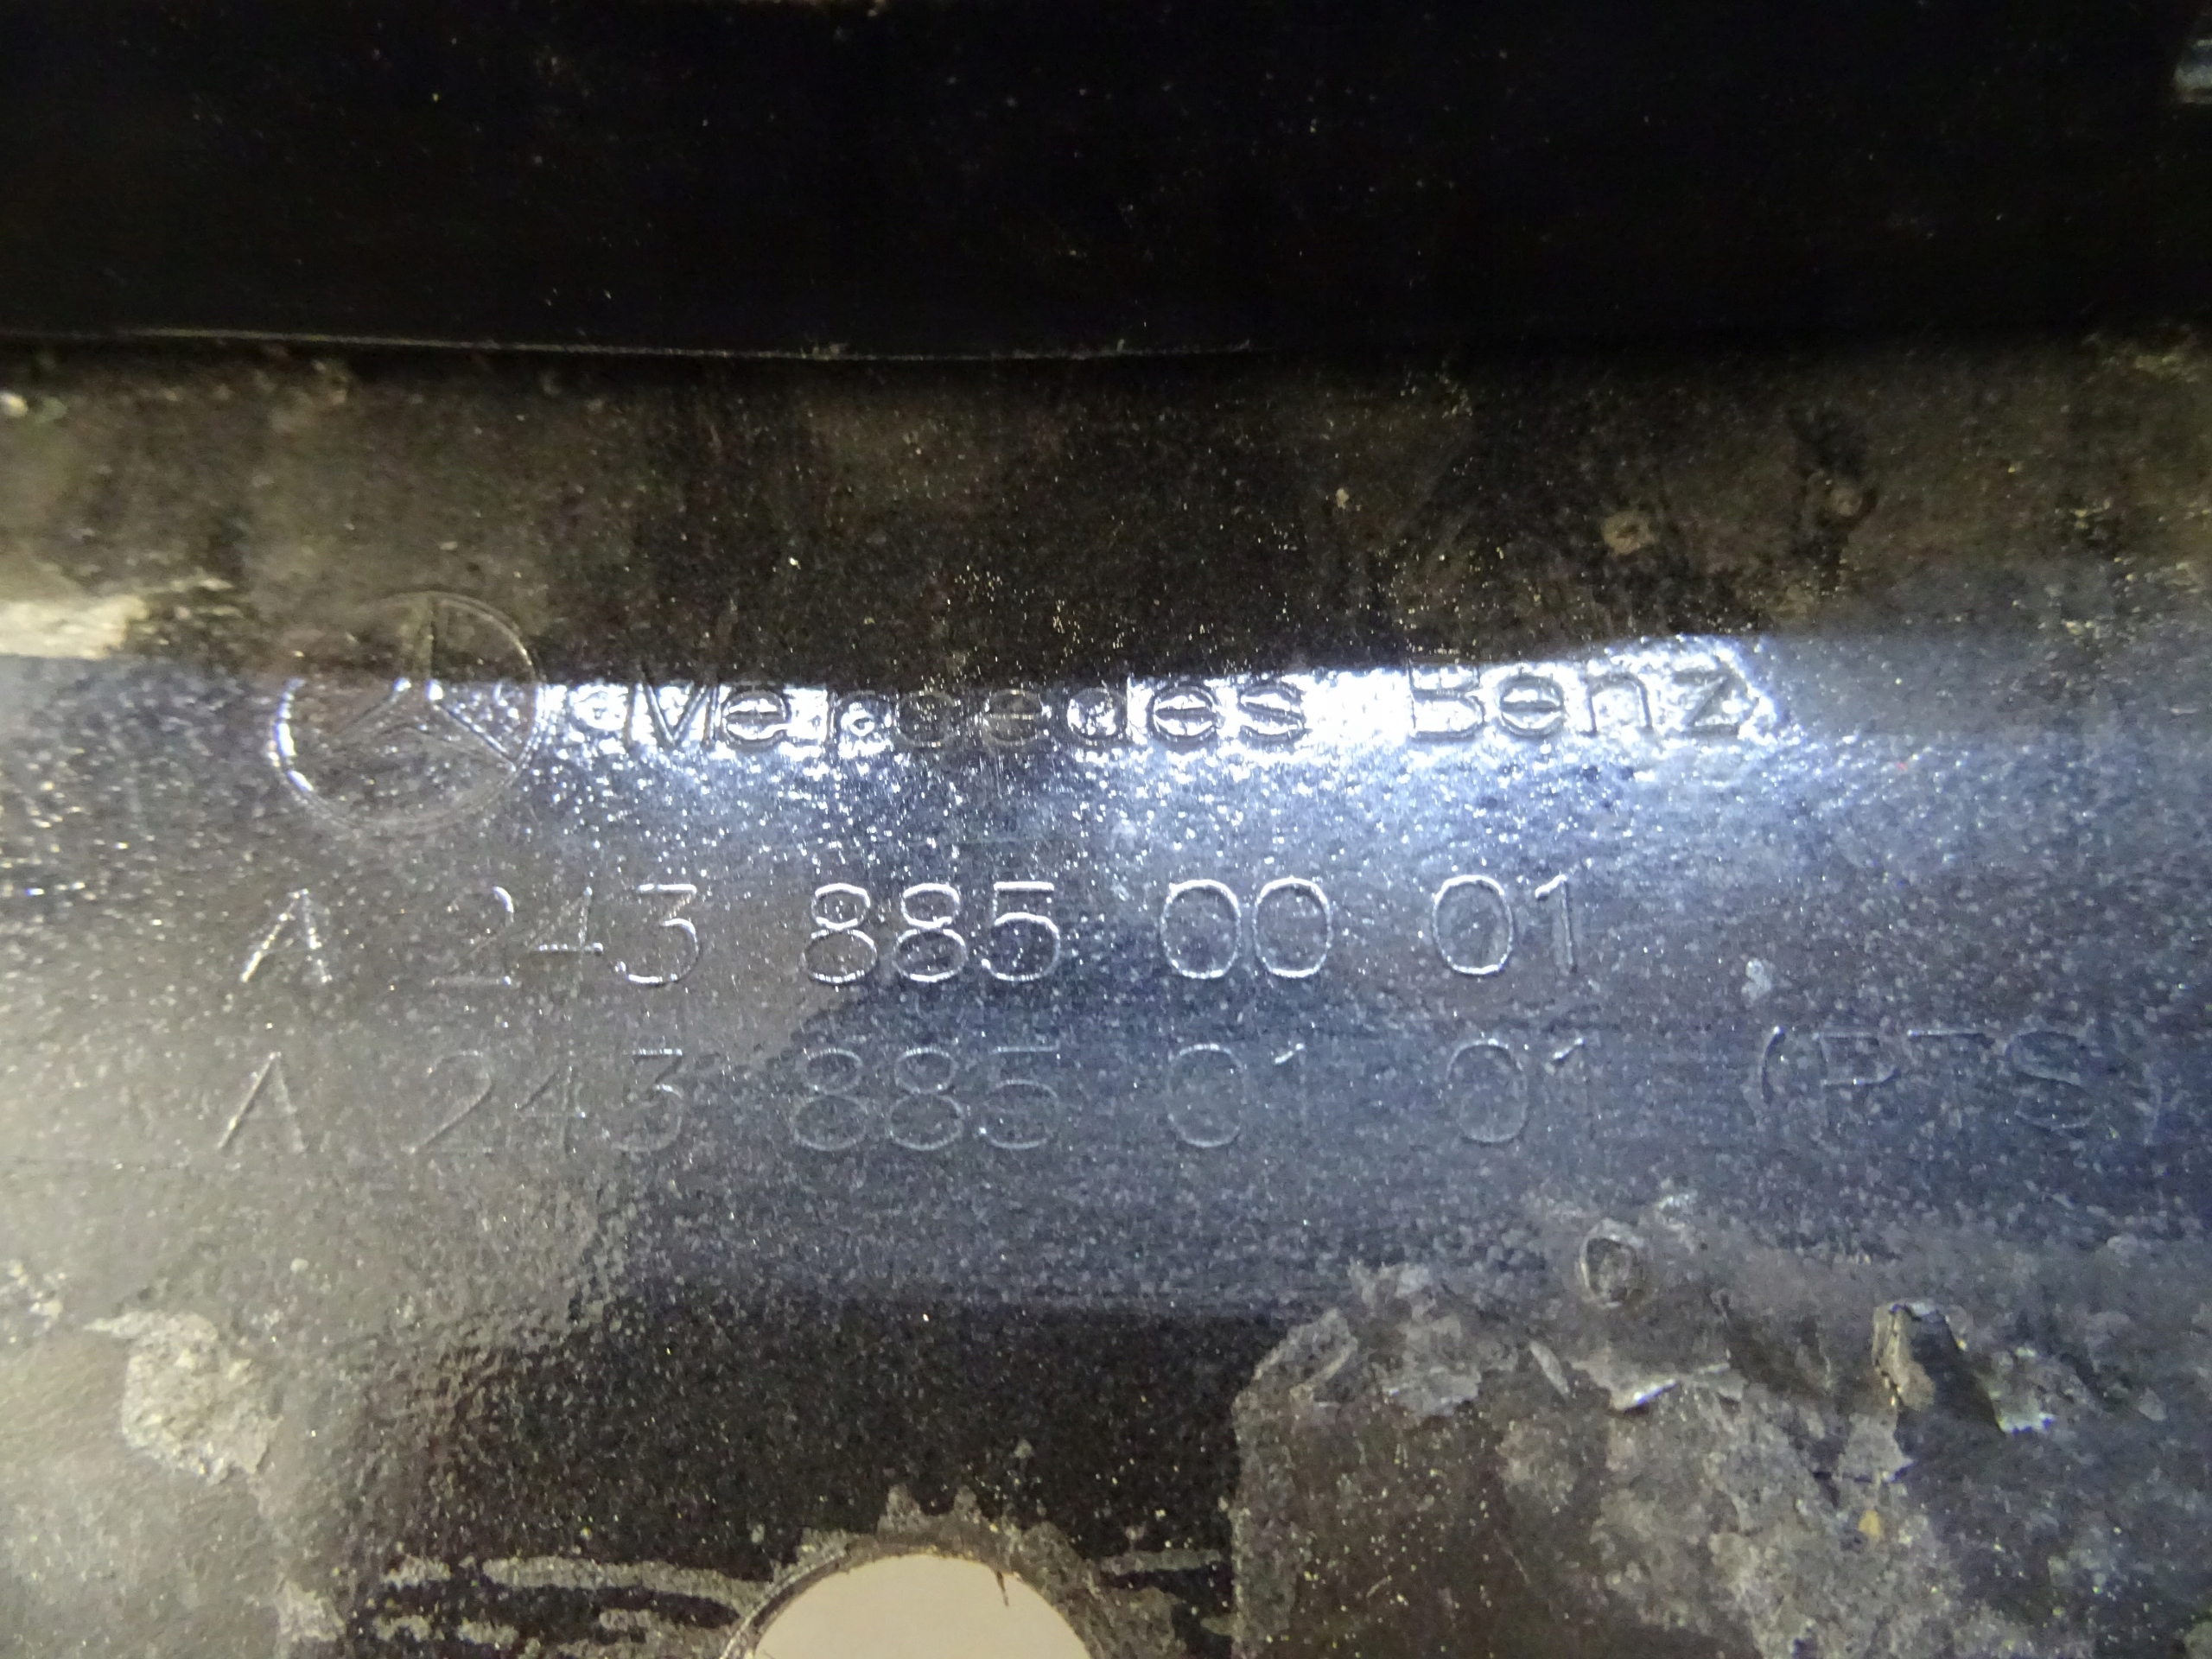 Mercedes Benz
A 243 885 00 01
A 243 885 01 01 (PTS)